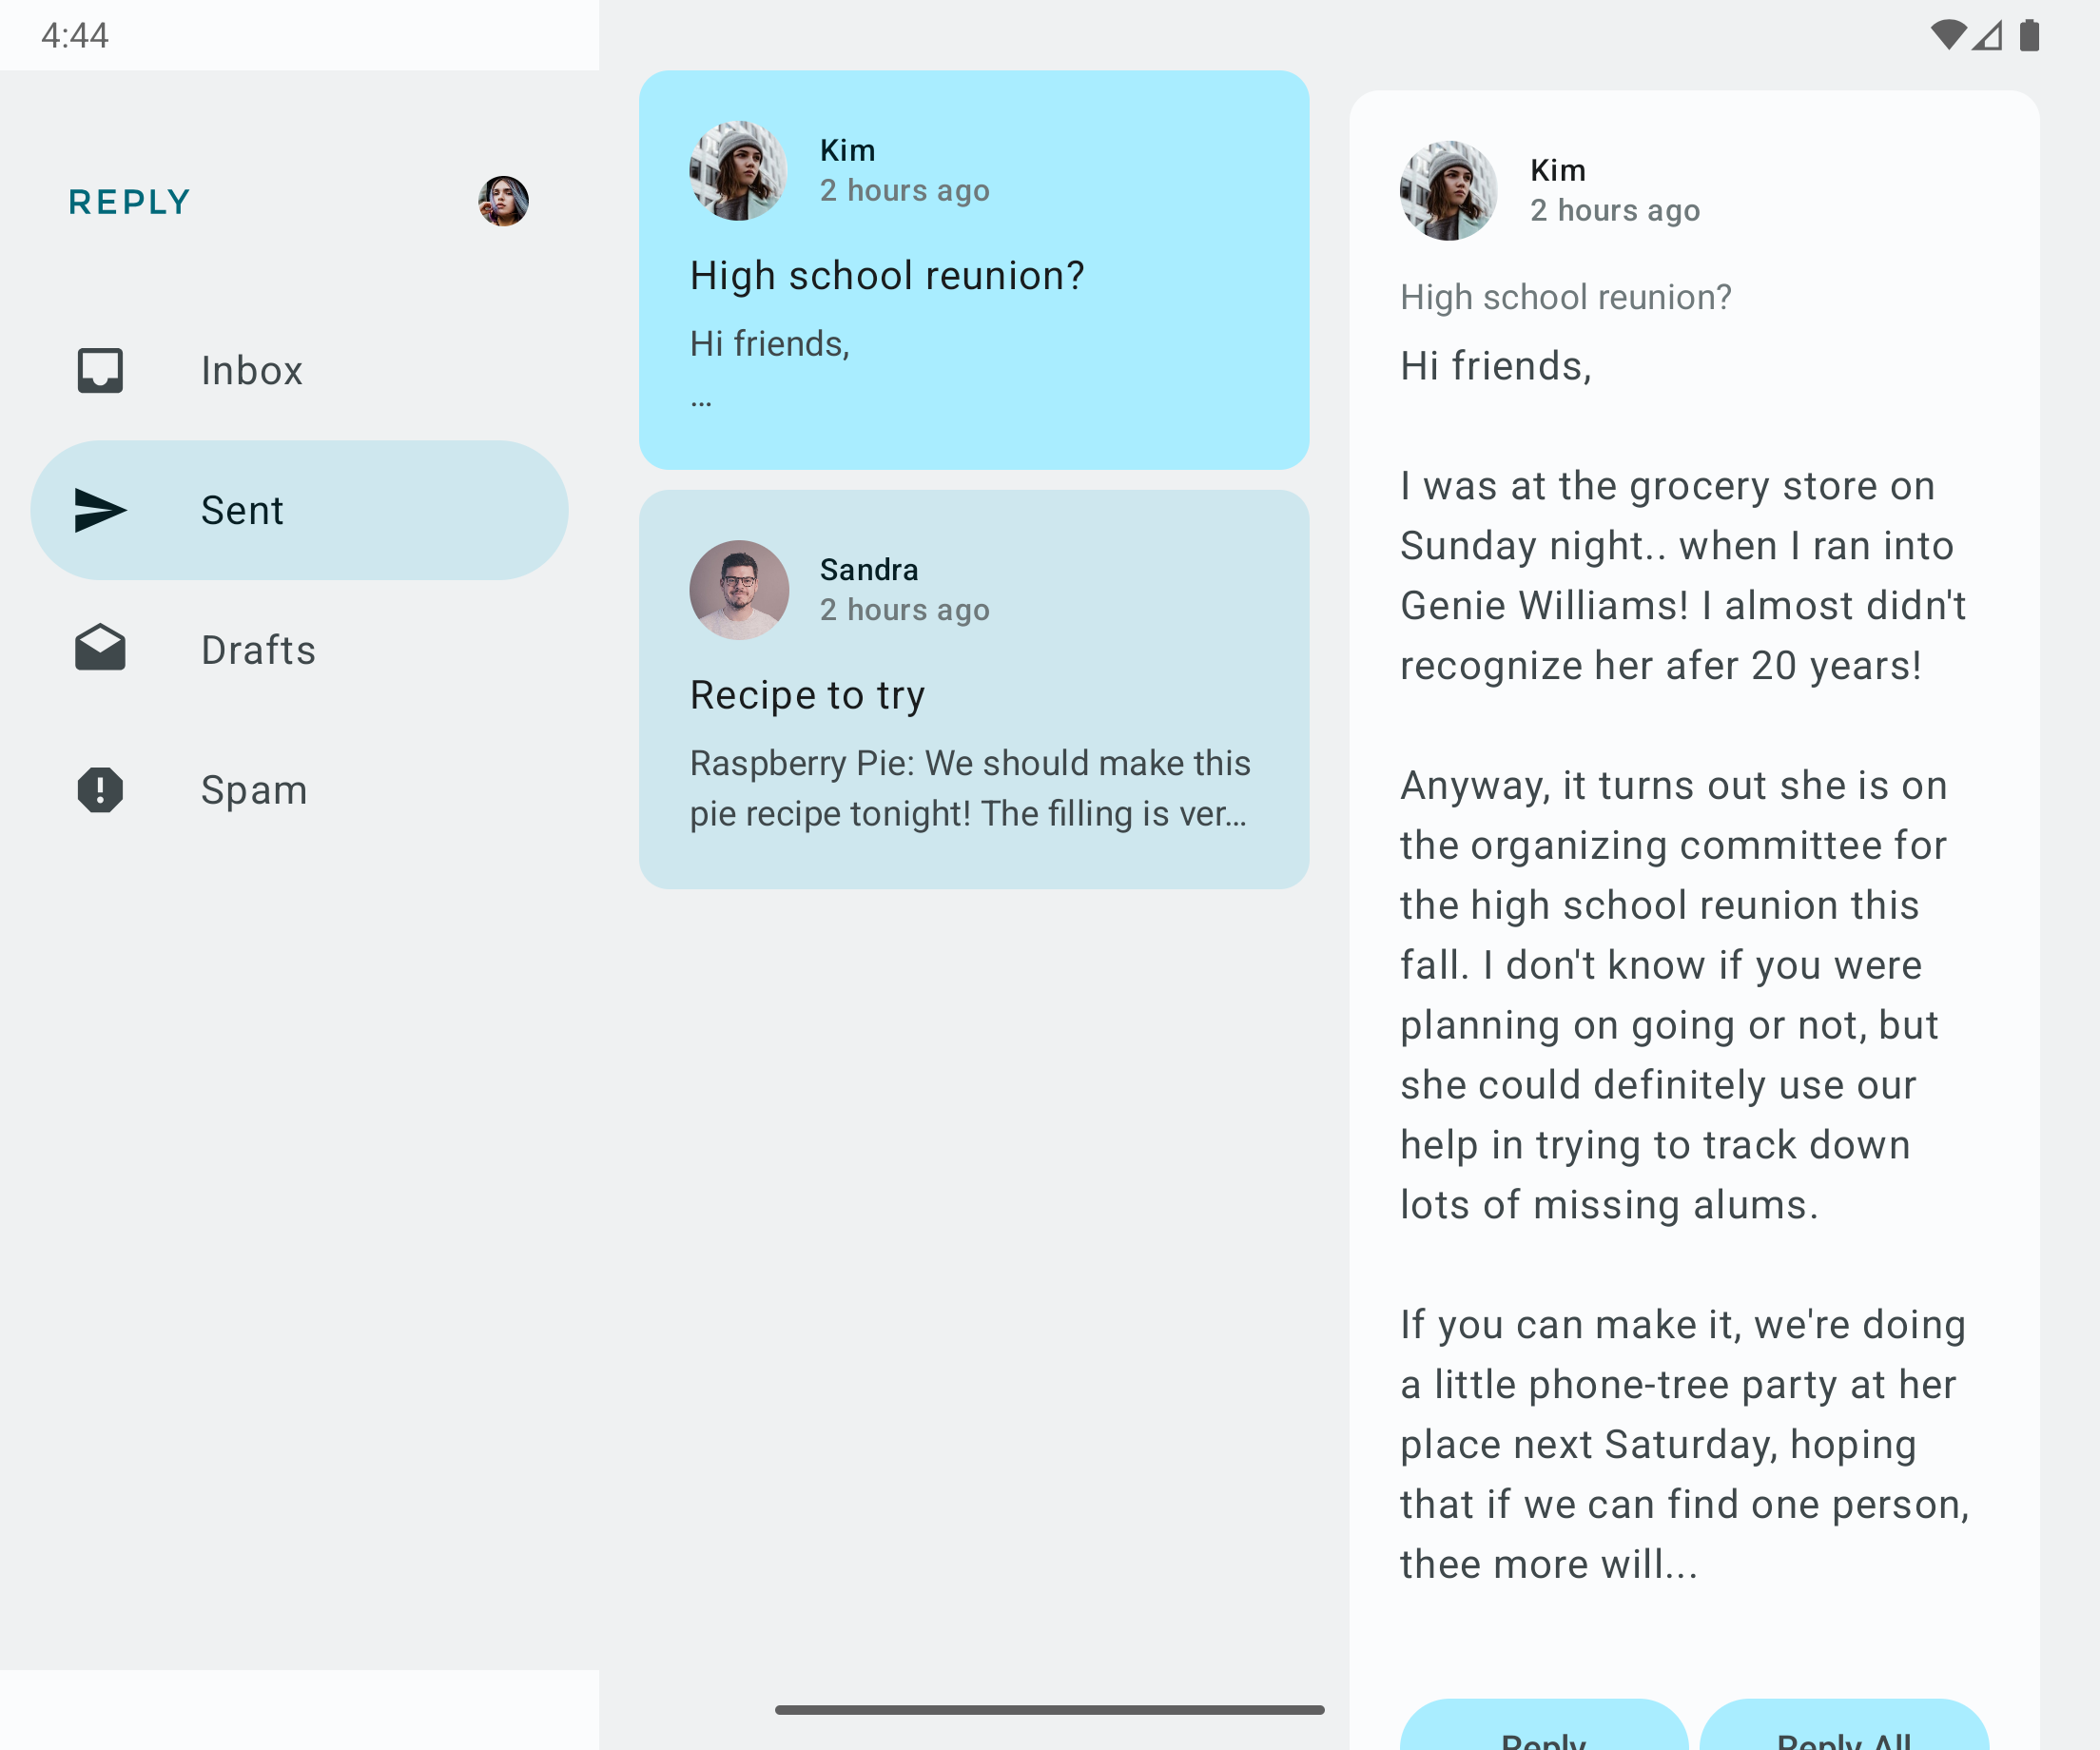 4:44
REPLY
Inbox
Sent
Drafts
Spam
Kim
2 hours ago
High school reunion?
Hi friends,
…
Sandra
2 hours ago
Recipe to try
Raspberry Pie: We should make this
pie recipe tonight! The filling is ver…
Kim
2 hours ago
High school reunion?
Hi friends,
I was at the grocery store on
Sunday night.. when I ran into
Genie Williams! I almost didn't
recognize her afer 20 years!
Anyway, it turns out she is on
the organizing committee for
the high school reunion this
fall. I don't know if you were
planning on going or not, but
she could definitely use our
help in trying to track down
lots of missing alums.
If you can make it, we're doing
a little phone-tree party at her
place next Saturday, hoping
that if we can find one person,
thee more will...
Reply
Reply All